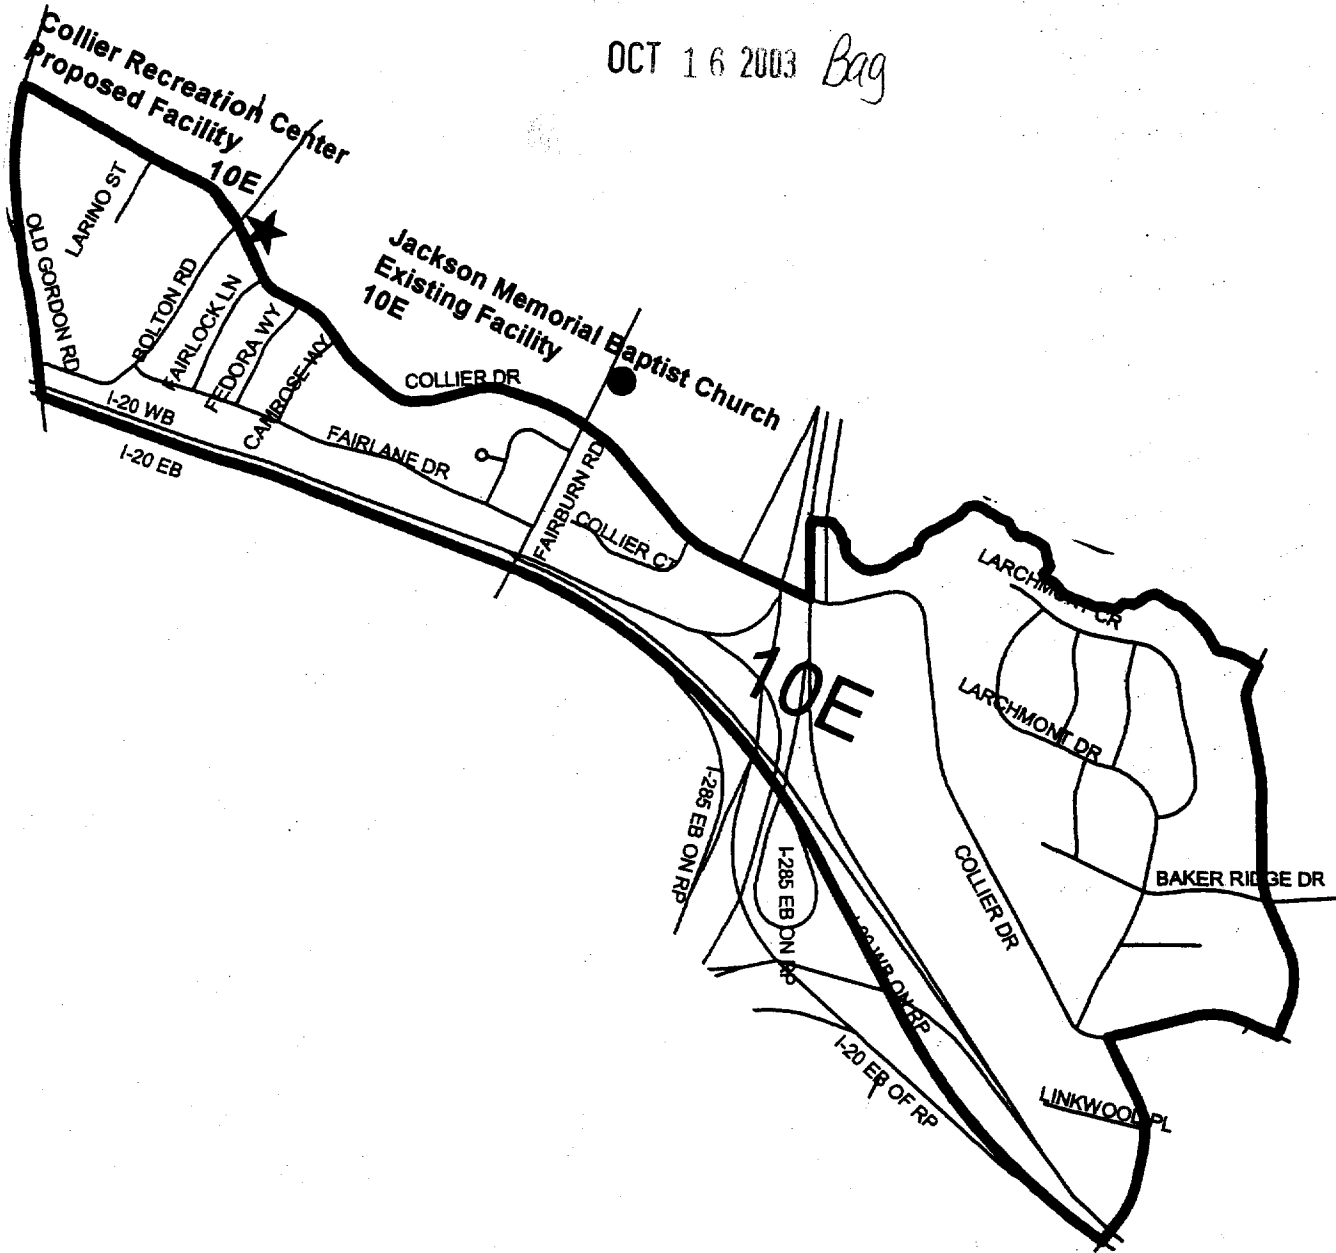 OCT 16 2003 Bag
Collier Recreation Center
Proposed Facility
10E
Jackson Memorial Baptist Church
Existing Facility
10E
LARINO ST
OLD GORDON RD
BOLTON RD
FAIRLOCK LN
FEDORA WY
CAMROSE WY
COLLIER DR
I-20 WB
I-20 EB
FAIRLANE DR
FAIRBURN RD
COLLIER CT
LARCHMONT CR
10E
LARCHMONT DR
I-285 EB ON RP
I-285 EB ON RP
COLLIER DR
BAKER RIDGE DR
I-20 WB ON RP
I-20 EB OF RP
LINKWOOD PL